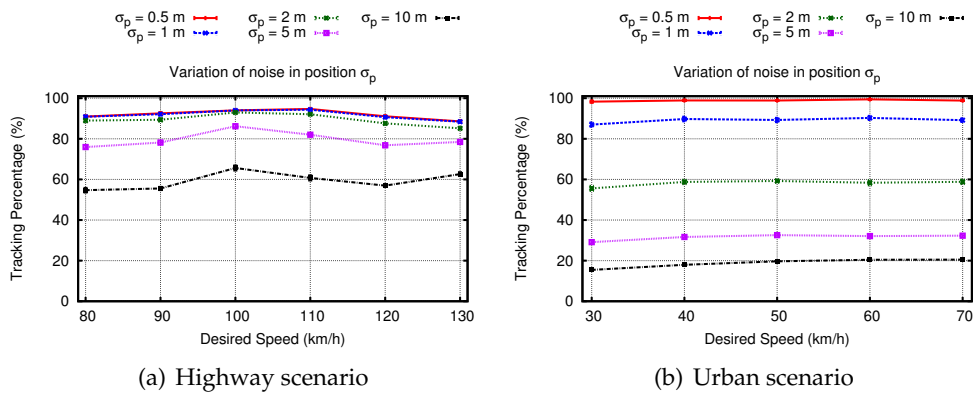 σp = 0.5 m
σp = 1 m
σp = 2 m
σp = 5 m
σp = 10 m
Variation of noise in position σp
Tracking Percentage (%)
100
80
60
40
20
0
80 90 100 110 120 130
Desired Speed (km/h)
(a) Highway scenario
σp = 0.5 m
σp = 1 m
σp = 2 m
σp = 5 m
σp = 10 m
Variation of noise in position σp
Tracking Percentage (%)
100
80
60
40
20
0
30 40 50 60 70
Desired Speed (km/h)
(b) Urban scenario